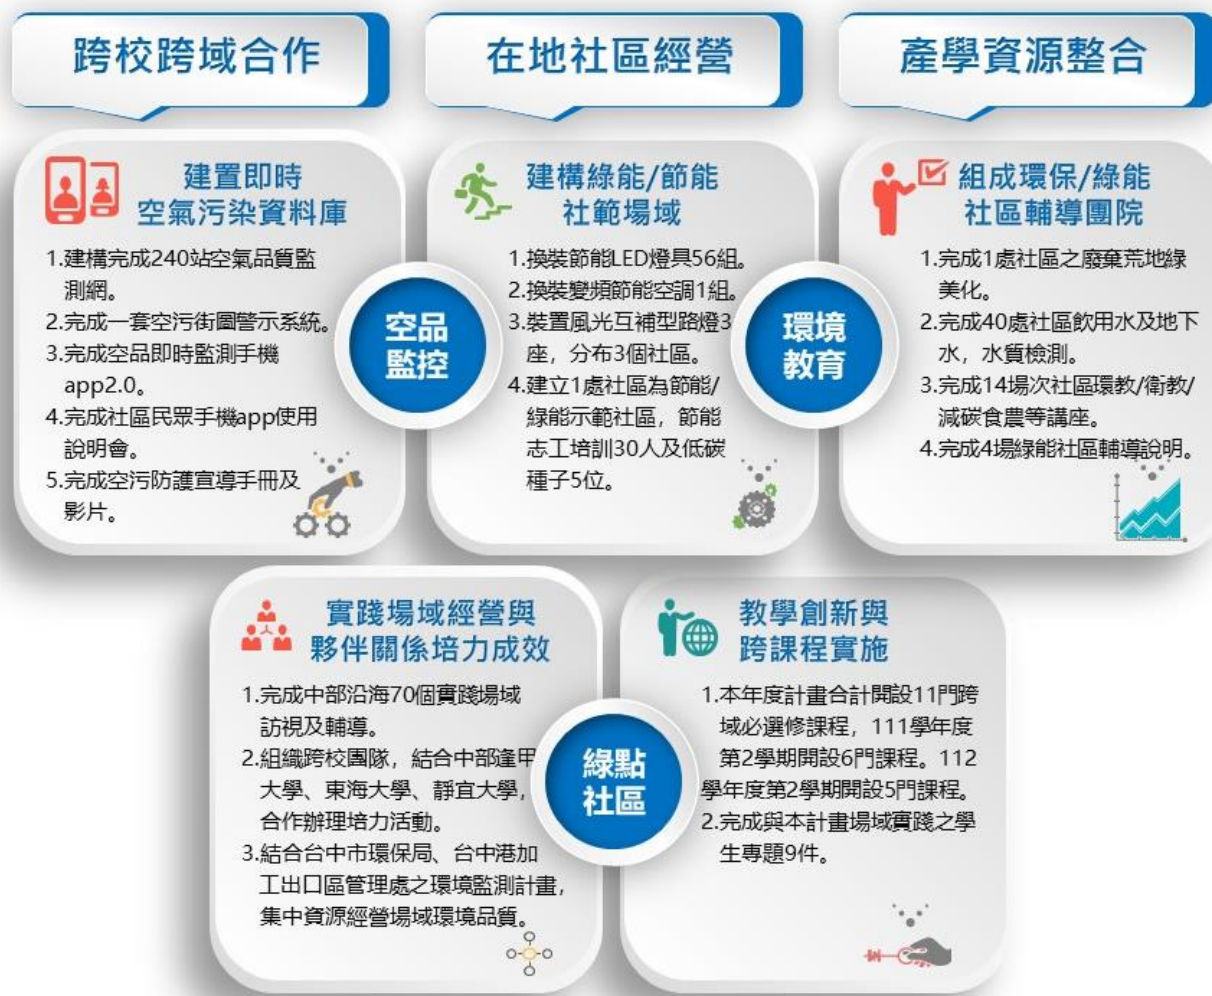 跨校跨域合作
在地社區經營
產學資源整合
建置即時
空氣污染資料庫
1.建構完成240站空氣品質監
測網。
2.完成一套空污街圖警示系統。
3.完成空品即時監測手機
app2.0。
4.完成社區民眾手機app使用
說明會。
5.完成空污防護宣導手冊及
影片。
空品
監控
建構綠能/節能
社範場域
1.換裝節能LED燈具56組。
2.換裝變頻節能空調1組。
3.裝置風光互補型路燈3
座，分布3個社區。
4.建立1處社區為節能/
綠能示範社區，節能
志工培訓30人及低碳
種子5位。
環境
教育
組成環保/綠能
社區輔導團院
1.完成1處社區之廢棄荒地綠
美化。
2.完成40處社區飲用水及地下
水，水質檢測。
3.完成14場次社區環教/衛教/
減碳食農等講座。
4.完成4場綠能社區輔導說明。
實踐場域經營與
夥伴關係培力成效
1.完成中部沿海70個實踐場域
訪視及輔導。
2.組織跨校團隊，結合中部逢甲
大學、東海大學、靜宜大學，
合作辦理培力活動。
3.結合台中市環保局、台中港加
工出口區管理處之環境監測計畫，
集中資源經營場域環境品質。
綠點
社區
教學創新與
跨課程實施
1.本年度計畫合計開設11門跨
域必選修課程，111學年度
第2學期開設6門課程。112
學年度第2學期開設5門課程。
2.完成與本計畫場域實踐之學
生專題9件。